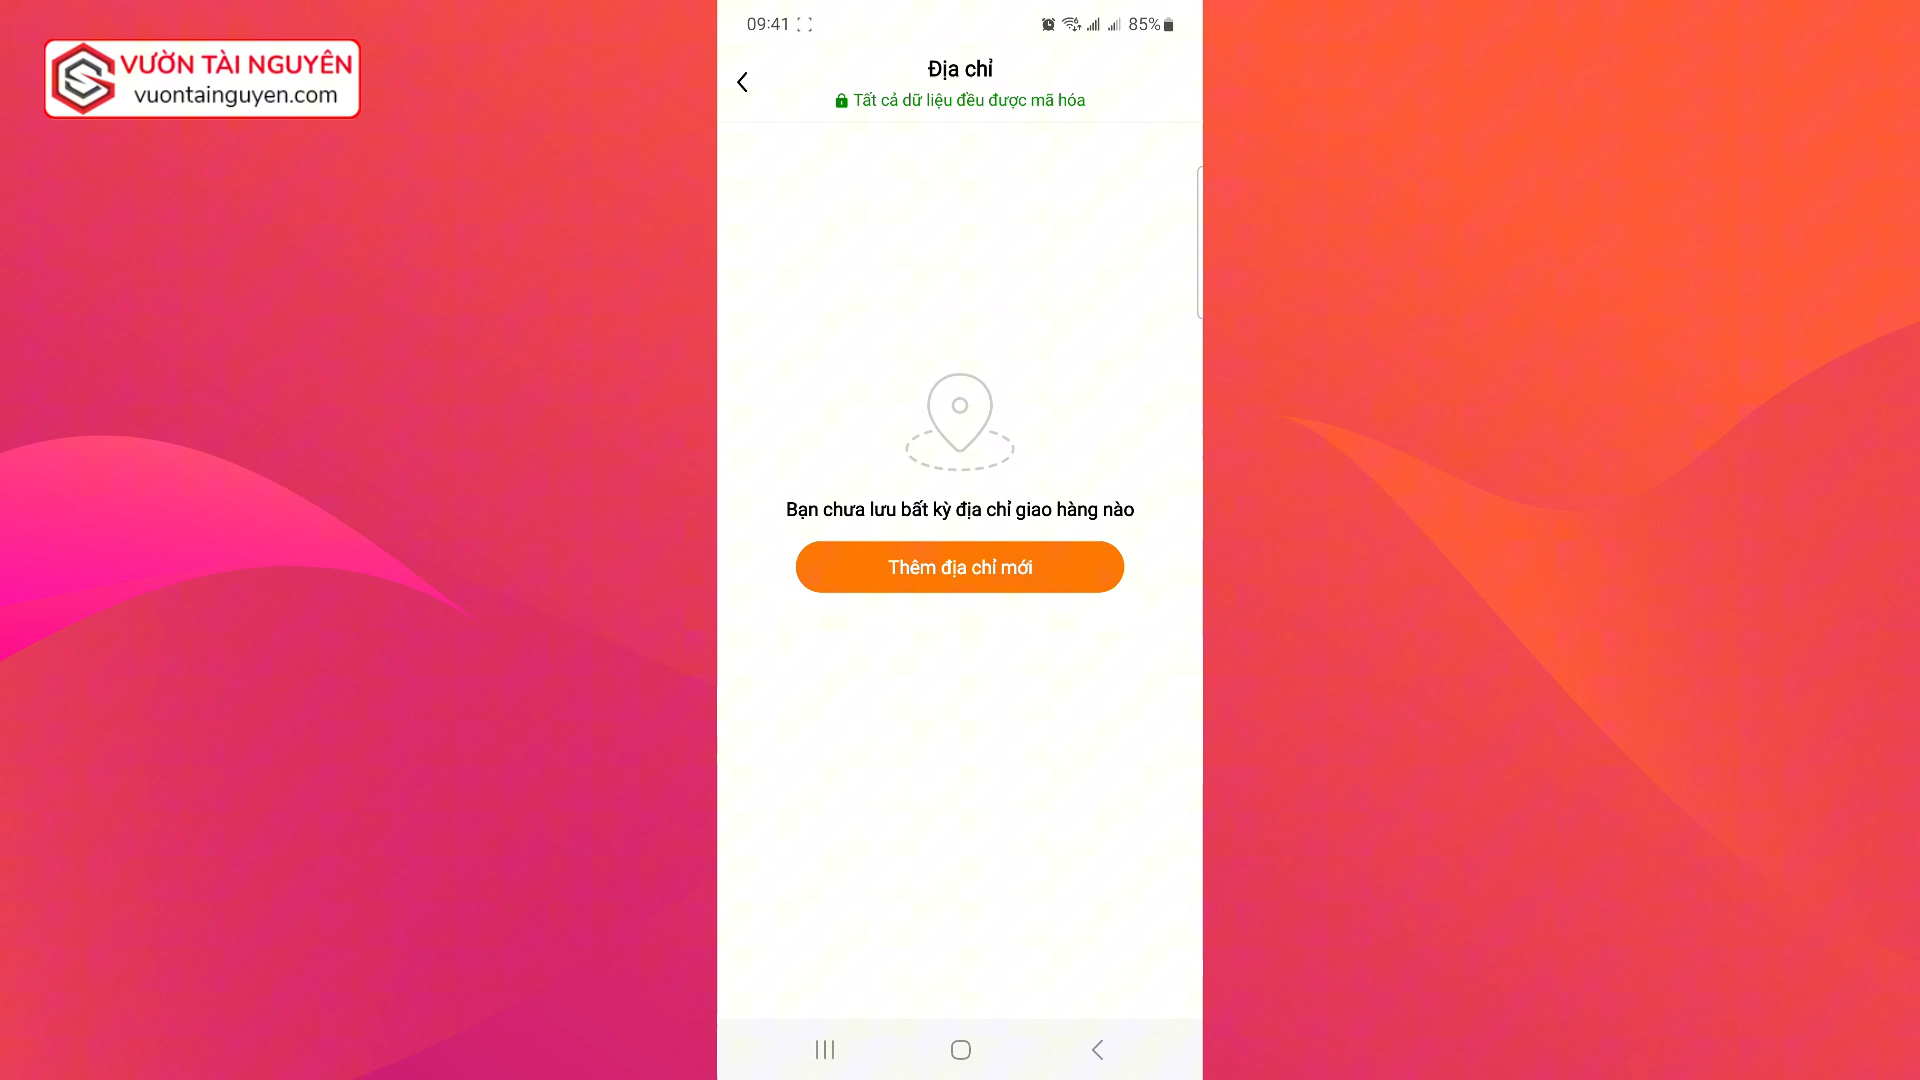 VƯỜN TÀI NGUYÊN
vuontainguyen.com
09:41
85%
Địa chỉ
Tất cả dữ liệu đều được mã hóa
Bạn chưa lưu bất kỳ địa chỉ giao hàng nào
Thêm địa chỉ mới